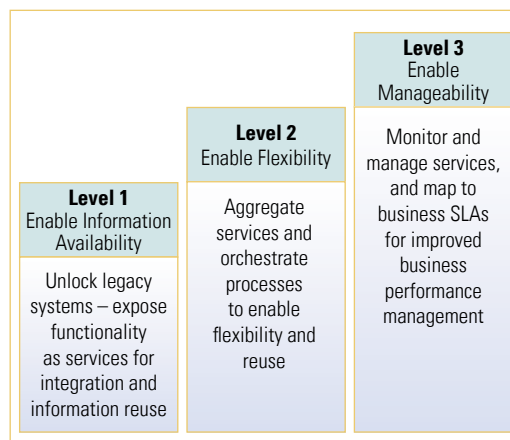 Level 1
Enable Information
Availability
Unlock legacy
systems – expose
functionality
as services for
integration and
information reuse
Level 2
Enable Flexibility
Aggregate
services and
orchestrate
processes
to enable
flexibility and
reuse
Level 3
Enable
Manageability
Monitor and
manage services,
and map to
business SLAs
for improved
business
performance
management